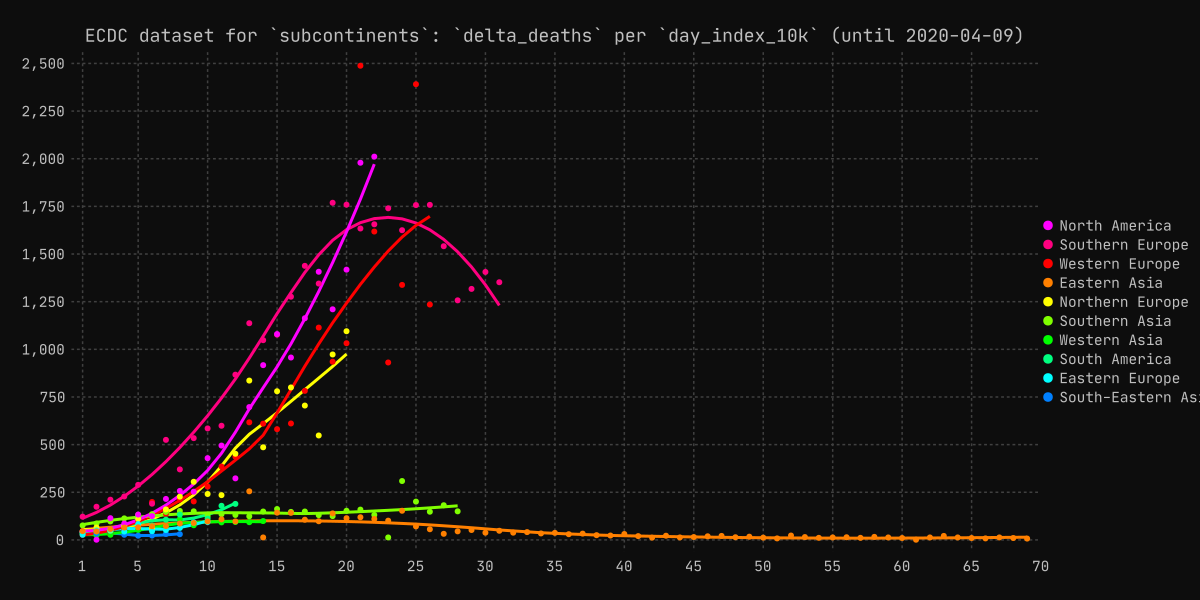 ECDC dataset for `subcontinents`: `delta_deaths` per `day_index_10k` (until 2020-04-09)
2,500
2,250
2,000
1,750
1,500
1,250
1,000
750
500
250
0
1 5 10 15 20 25 30 35 40 45 50 55 60 65 70
North America
Southern Europe
Western Europe
Eastern Asia
Northern Europe
Southern Asia
Western Asia
South America
Eastern Europe
South-Eastern Asi